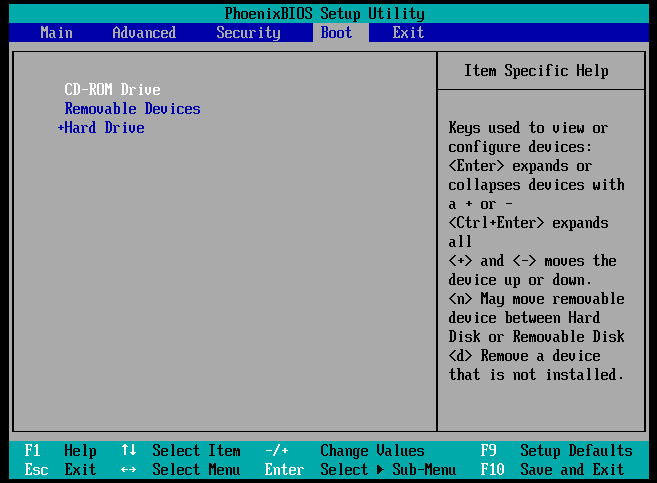 PhoenixBIOS Setup Utility
Main Advanced Security Boot Exit
CD-ROM Drive
Removable Devices
+Hard Drive
Item Specific Help
Keys used to view or
configure devices:
<Enter> expands or
collapses devices with
a + or -
<Ctrl+Enter> expands
all
<+> and <-> moves the
device up or down.
<n> May move removable
device between Hard
Disk or Removable Disk
<d> Remove a device
that is not installed.
F1 Help ↑↓ Select Item -/+ Change Values F9 Setup Defaults
Esc Exit ↔ Select Menu Enter Select ▶ Sub-Menu F10 Save and Exit